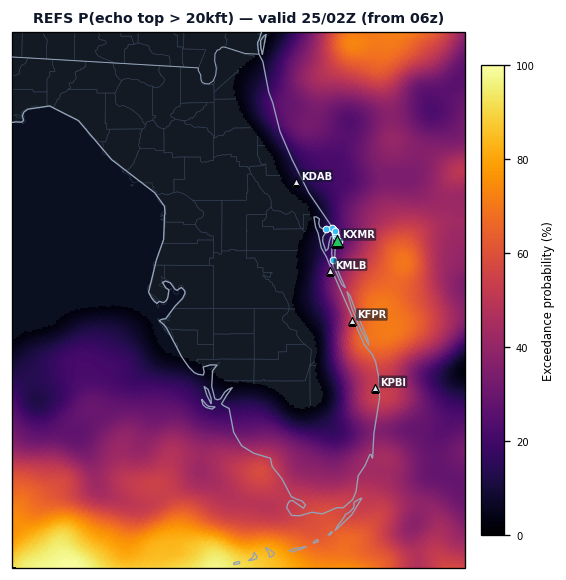 REFS P(echo top > 20kft) — valid 25/02Z (from 06z)
KDAB
KXMR
KMLB
KFPR
KPBI
100
80
60
40
20
0
Exceedance probability (%)